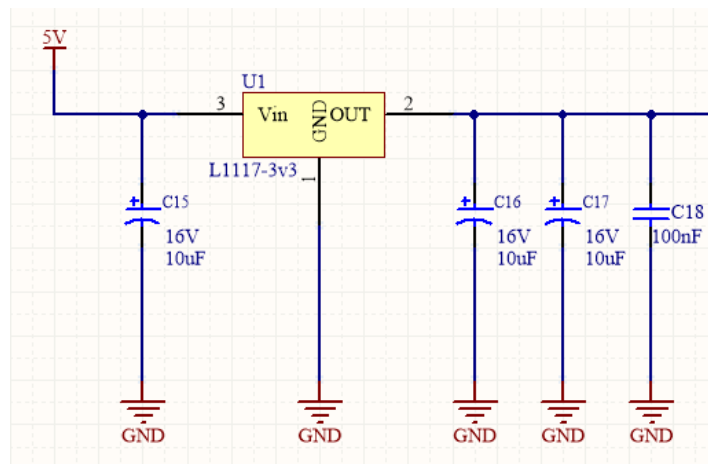 5V
U1
3
Vin
GND
OUT
2
L1117-3v3
1
+
C15
16V
10uF
+
C16
16V
10uF
+
C17
16V
10uF
C18
100nF
GND
GND
GND
GND
GND